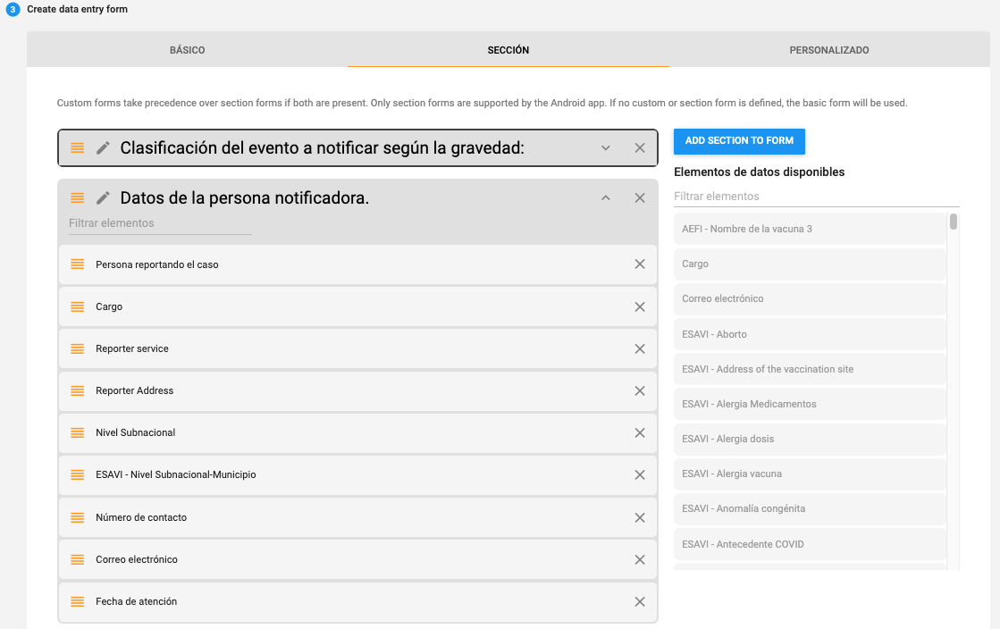 3 Create data entry form
BÁSICO
SECCIÓN
PERSONALIZADO
Custom forms take precedence over section forms if both are present. Only section forms are supported by the Android app. If no custom or section form is defined, the basic form will be used.
Clasificación del evento a notificar según la gravedad:
Datos de la persona notificadora.
Filtrar elementos
Persona reportando el caso
Cargo
Reporter service
Reporter Address
Nivel Subnacional
ESAVI - Nivel Subnacional-Municipio
Número de contacto
Correo electrónico
Fecha de atención
ADD SECTION TO FORM
Elementos de datos disponibles
Filtrar elementos
AEFI - Nombre de la vacuna 3
Cargo
Correo electrónico
ESAVI - Aborto
ESAVI - Address of the vaccination site
ESAVI - Alergia Medicamentos
ESAVI - Alergia dosis
ESAVI - Alergia vacuna
ESAVI - Anomalía congénita
ESAVI - Antecedente COVID